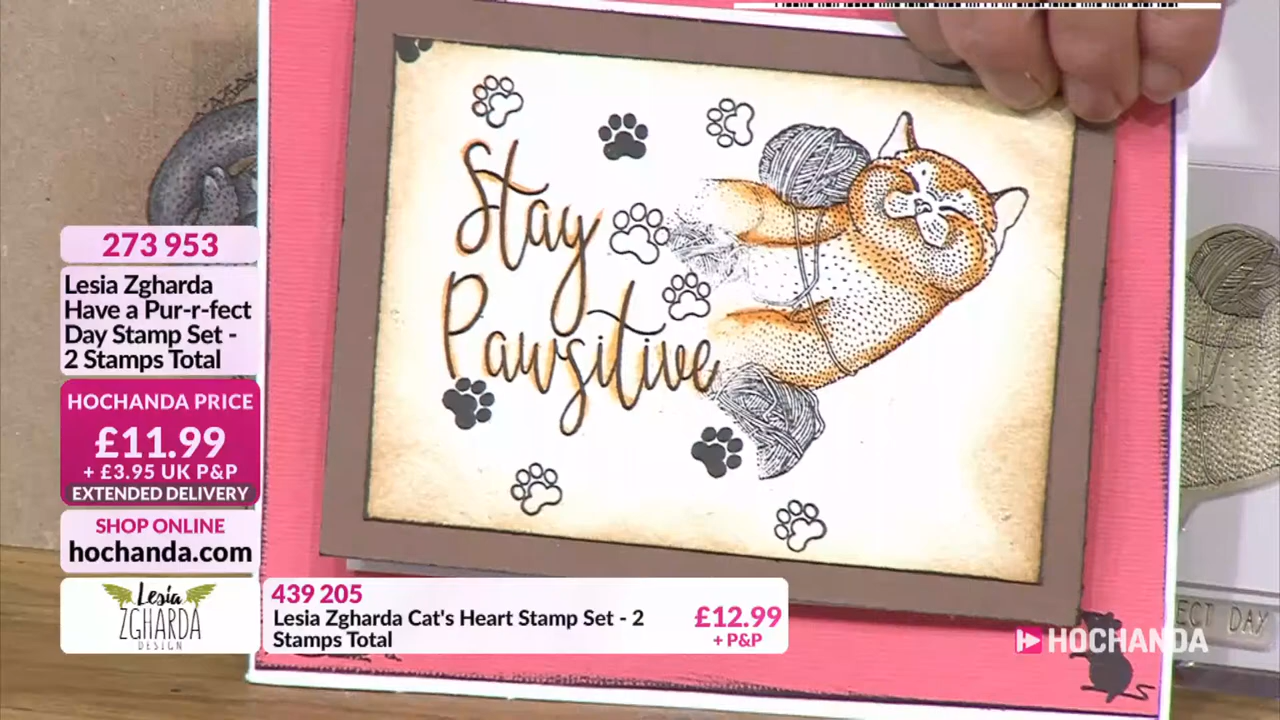 Stay
Pawsitive
273 953
Lesia Zgharda
Have a Pur-r-fect
Day Stamp Set -
2 Stamps Total
HOCHANDA PRICE
£11.99
+ £3.95 UK P&P
EXTENDED DELIVERY
SHOP ONLINE
hochanda.com
Lesia
ZGHARDA
DESIGN
439 205
Lesia Zgharda Cat's Heart Stamp Set - 2
Stamps Total
£12.99
+ P&P
ECT DAY
HOCHANDA